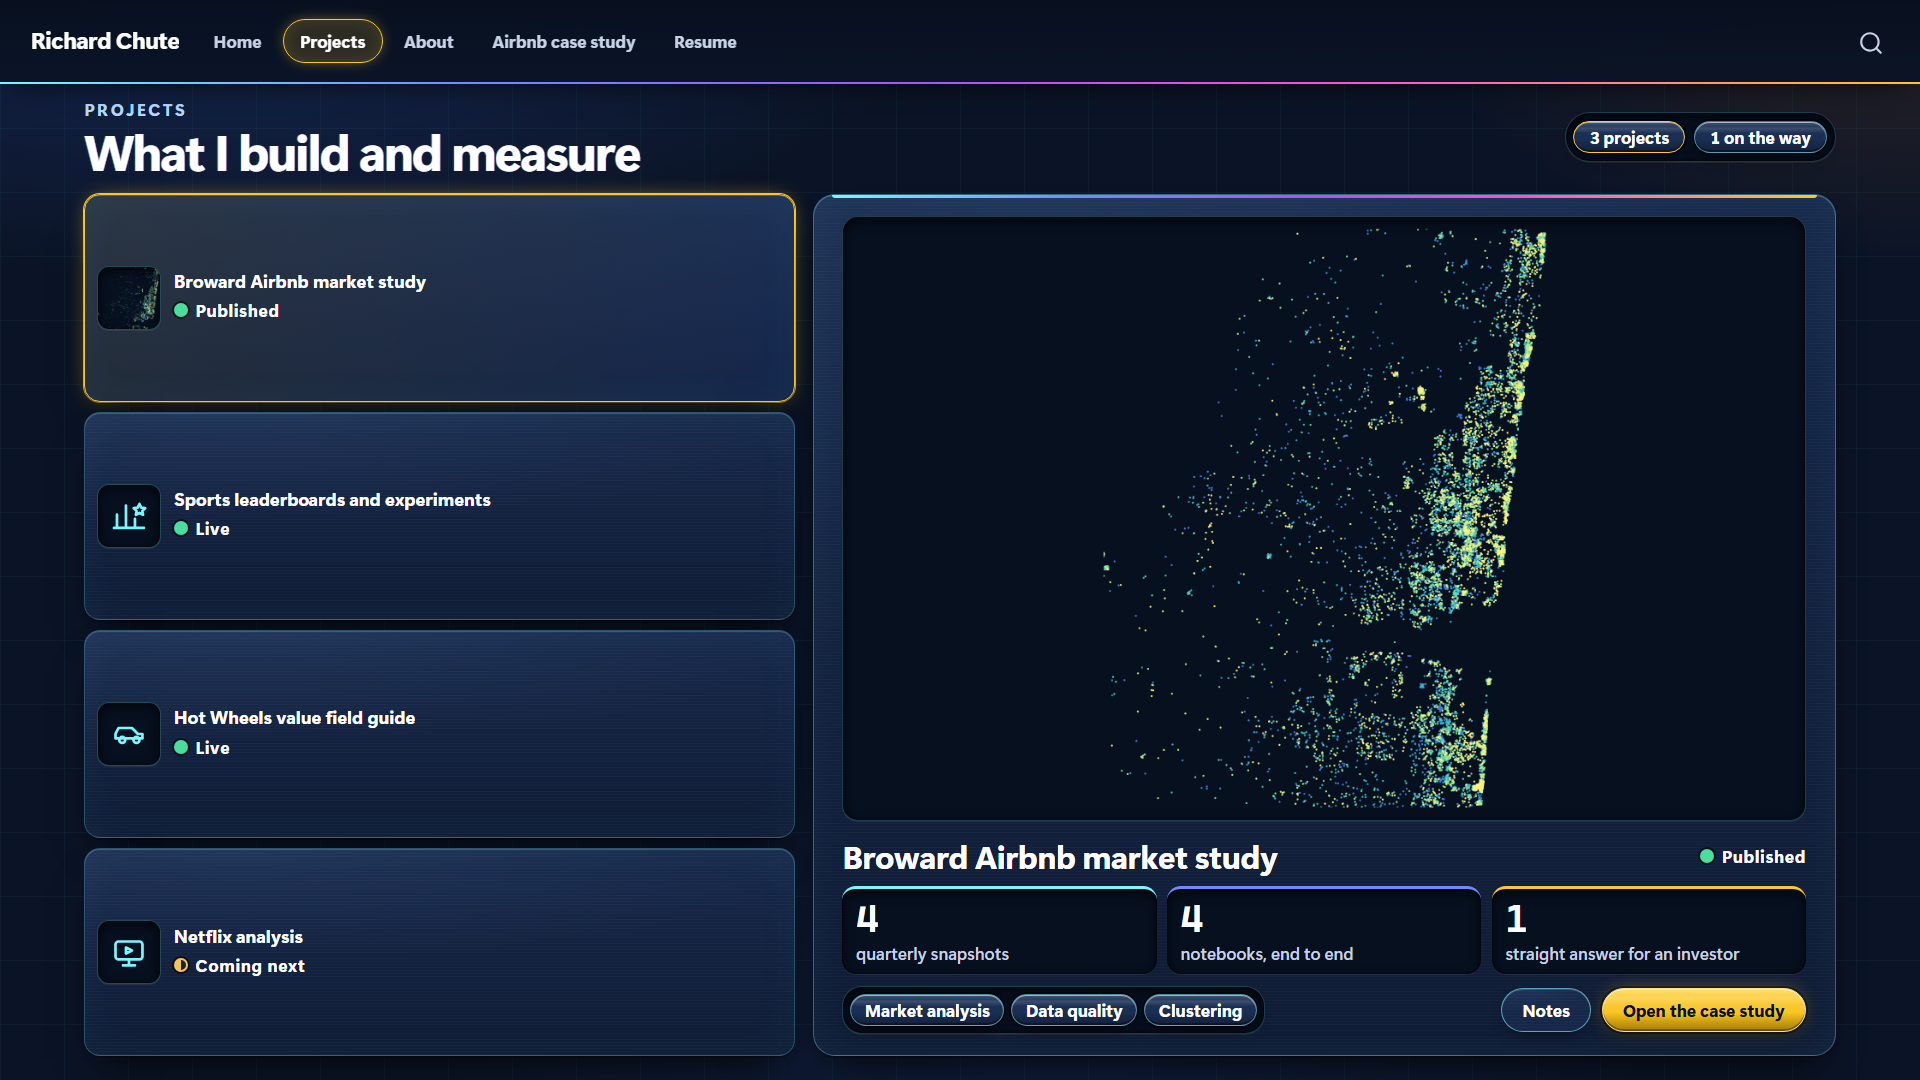 Richard Chute
Home
Projects
About
Airbnb case study
Resume
PROJECTS
What I build and measure
3 projects
1 on the way
Broward Airbnb market study
Published
Sports leaderboards and experiments
Live
Hot Wheels value field guide
Live
Netflix analysis
Coming next
Broward Airbnb market study
Published
4
quarterly snapshots
4
notebooks, end to end
1
straight answer for an investor
Market analysis
Data quality
Clustering
Notes
Open the case study